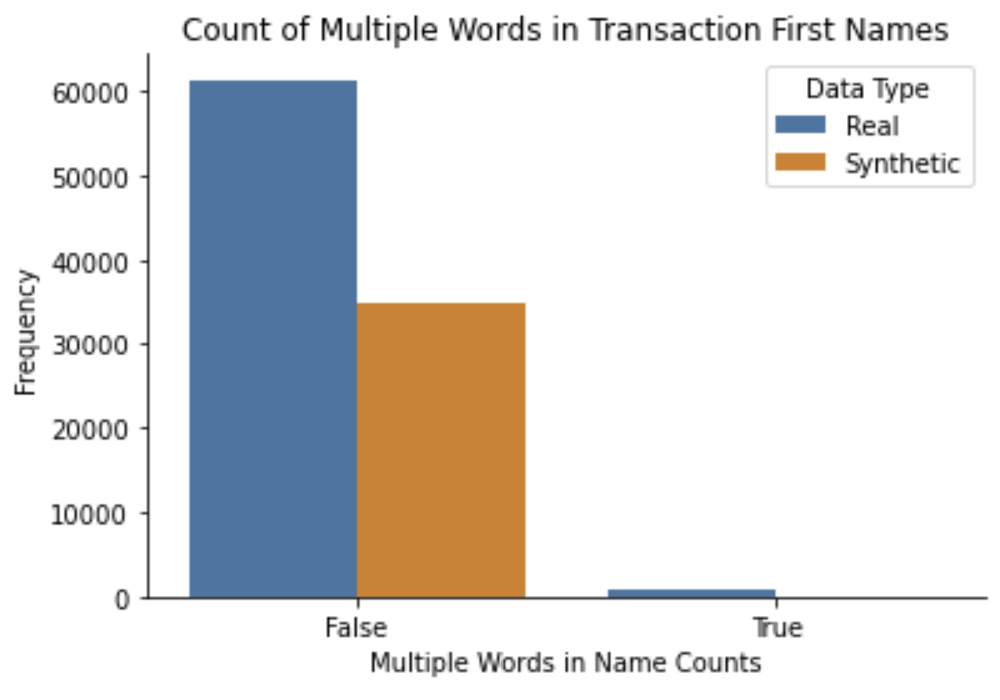 Count of Multiple Words in Transaction First Names
Data Type
Real
Synthetic
60000
50000
40000
30000
20000
10000
0
Frequency
False
True
Multiple Words in Name Counts